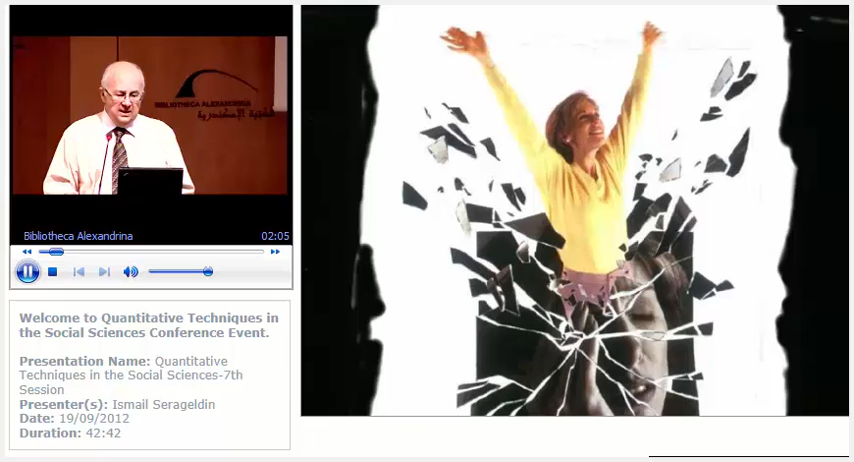 BIBLIOTHECA ALEXANDRINA
مكتبة الإسكندرية
Bibliotheca Alexandrina
02:05
Welcome to Quantitative Techniques in
the Social Sciences Conference Event.
Presentation Name: Quantitative
Techniques in the Social Sciences-7th
Session
Presenter(s): Ismail Serageldin
Date: 19/09/2012
Duration: 42:42